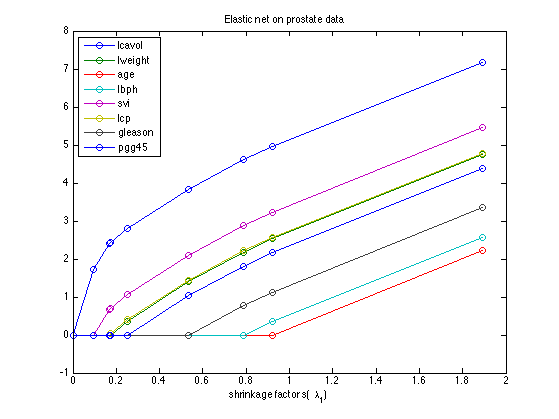 Elastic net on prostate data
8
7
6
5
4
3
2
1
0
-1
lcavol
lweight
age
lbph
svi
lcp
gleason
pgg45
0 0.2 0.4 0.6 0.8 1 1.2 1.4 1.6 1.8 2
shrinkage factors( λ1)